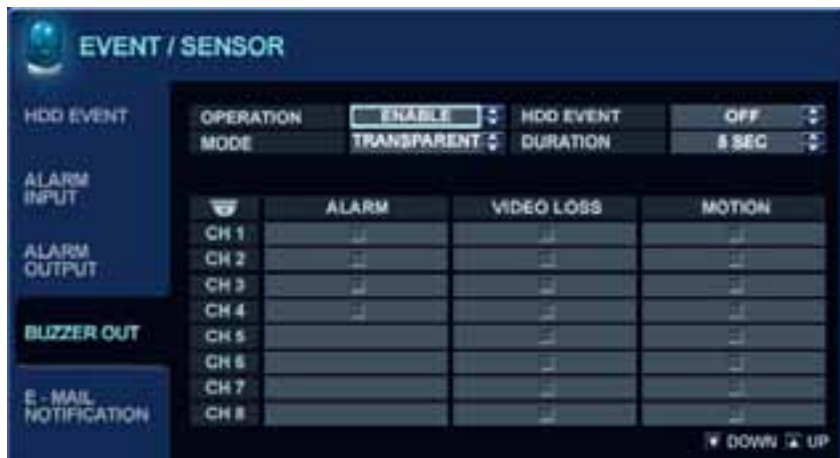 EVENT / SENSOR
HDD EVENT
ALARM
INPUT
ALARM
OUTPUT
BUZZER OUT
E - MAIL
NOTIFICATION
OPERATION ENABLE HDD EVENT OFF
MODE TRANSPARENT DURATION 5 SEC
ALARM VIDEO LOSS MOTION
CH 1
CH 2
CH 3
CH 4
CH 5
CH 6
CH 7
CH 8
DOWN UP